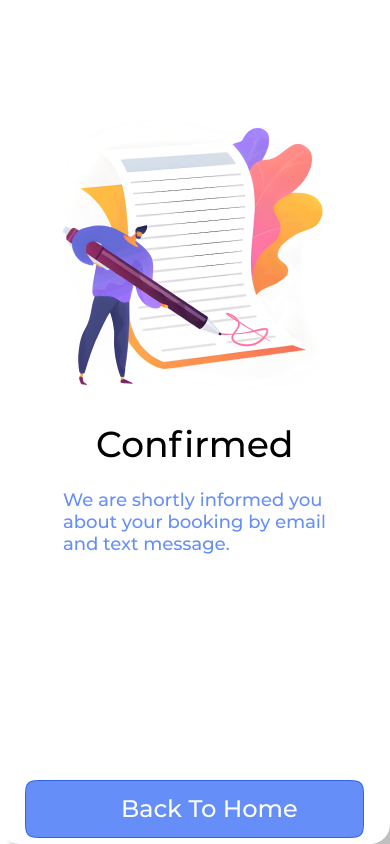 Confirmed
We are shortly informed you
about your booking by email
and text message.
Back To Home